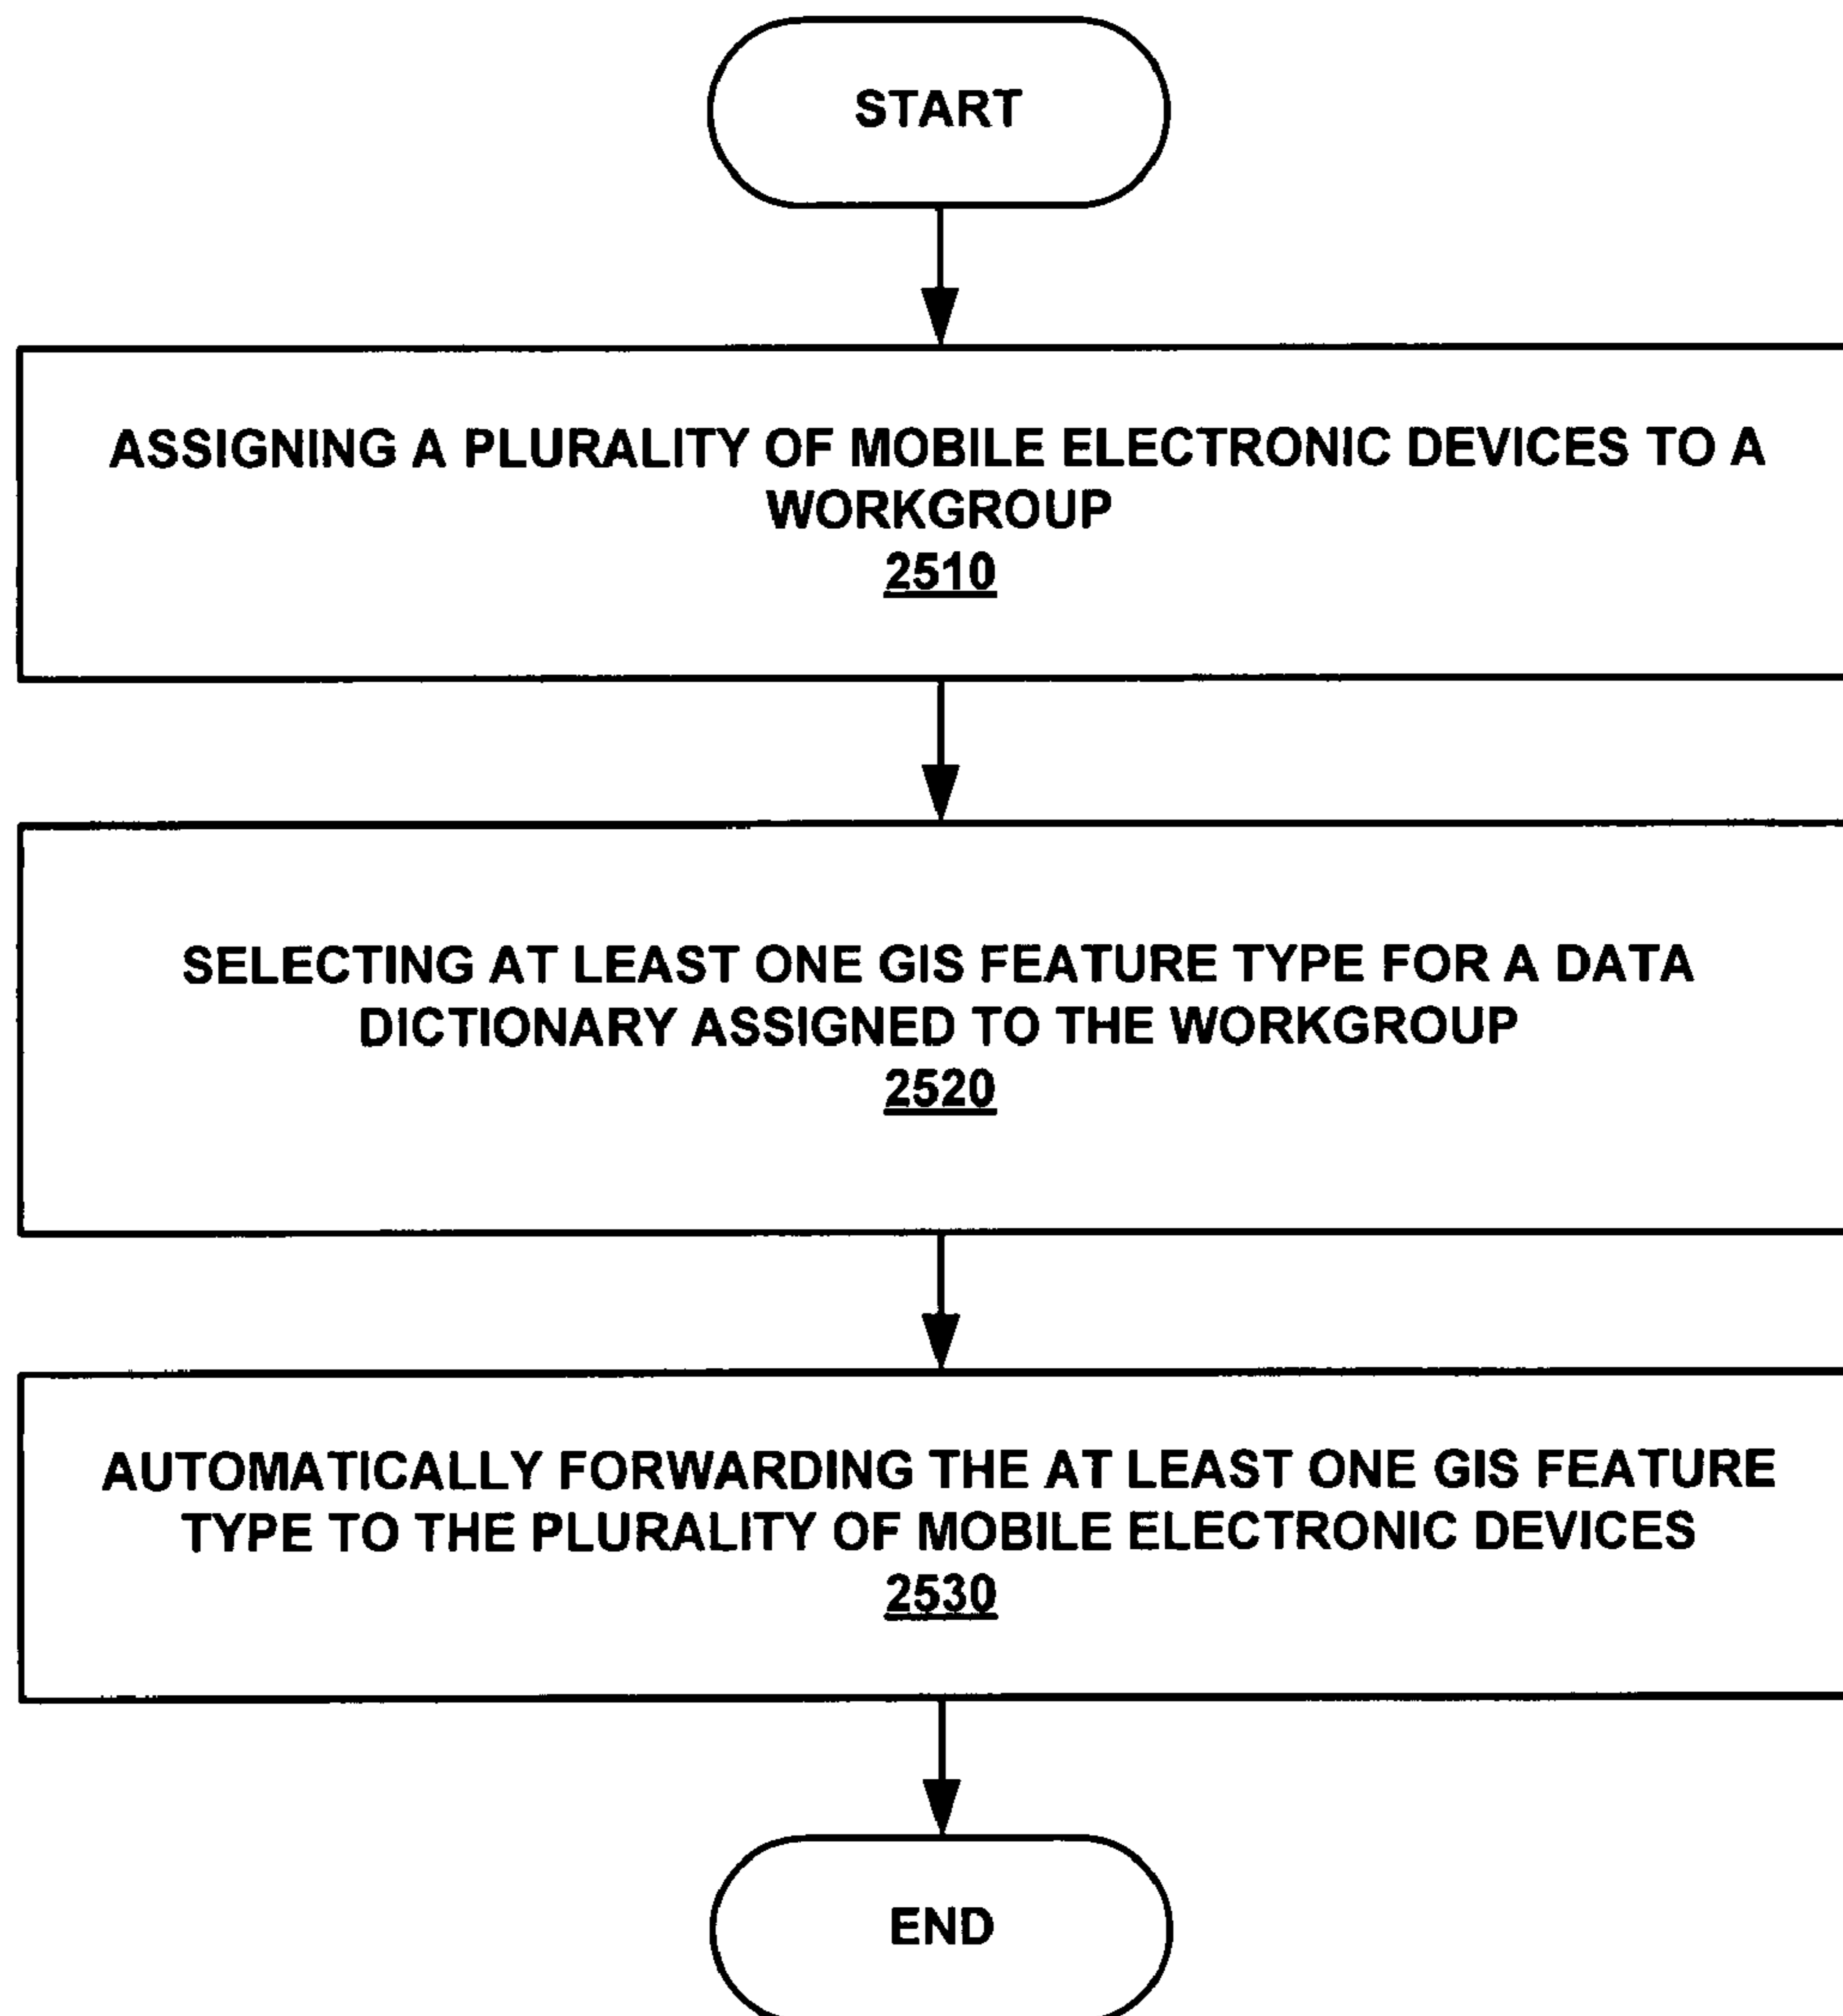 START
ASSIGNING A PLURALITY OF MOBILE ELECTRONIC DEVICES TO A
WORKGROUP
2510
SELECTING AT LEAST ONE GIS FEATURE TYPE FOR A DATA
DICTIONARY ASSIGNED TO THE WORKGROUP
2520
AUTOMATICALLY FORWARDING THE AT LEAST ONE GIS FEATURE
TYPE TO THE PLURALITY OF MOBILE ELECTRONIC DEVICES
2530
END